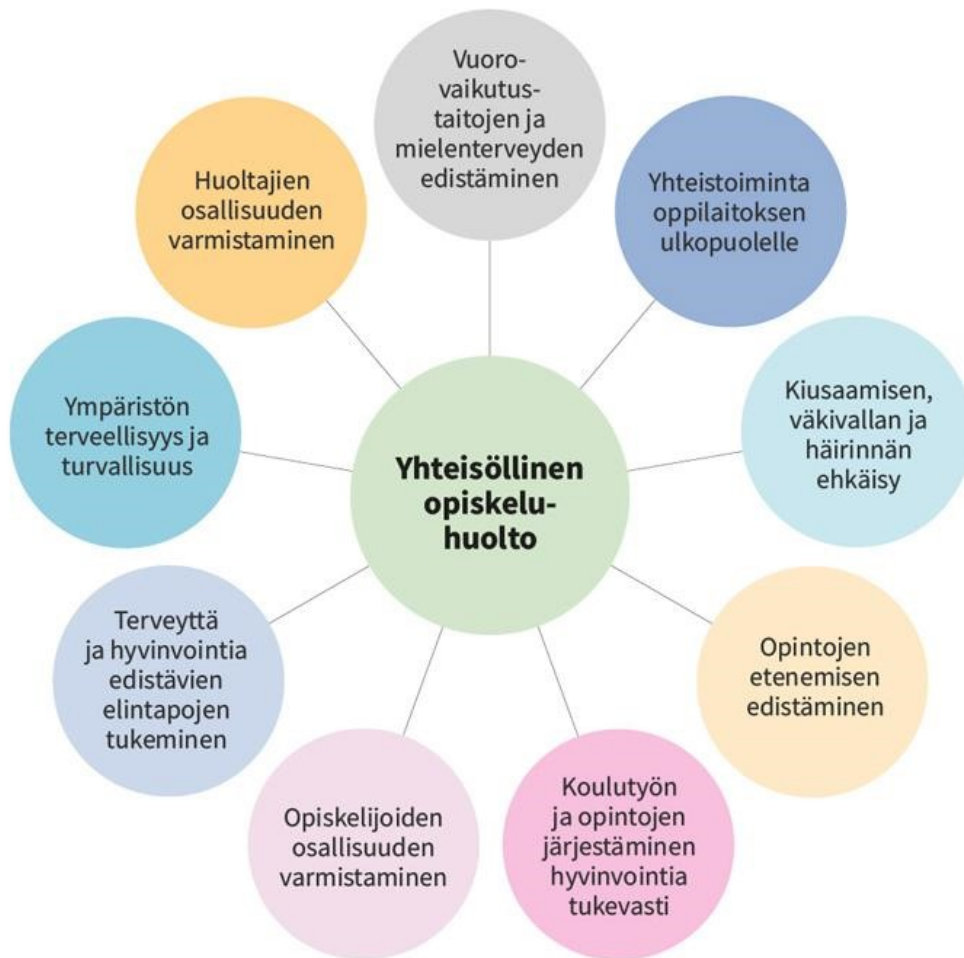 Vuoro-
vaikutus-
taitojen ja
mielenterveyden
edistäminen
Yhteistoiminta
oppilaitoksen
ulkopuolelle
Kiusaamisen,
väkivallan ja
häirinnän
ehkäisy
Opintojen
etenemisen
edistäminen
Koulutyön
ja opintojen
järjestäminen
hyvinvointia
tukevasti
Opiskelijoiden
osallisuuden
varmistaminen
Terveyttä
ja hyvinvointia
edistävien
elintapojen
tukeminen
Ympäristön
terveellisyys ja
turvallisuus
Huoltajien
osallisuuden
varmistaminen
Yhteisöllinen
opiskelu-
huolto